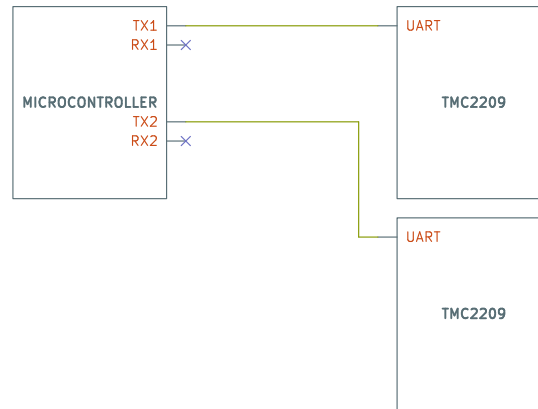 TX1
RX1
MICROCONTROLLER
TX2
RX2
UART
TMC2209
UART
TMC2209